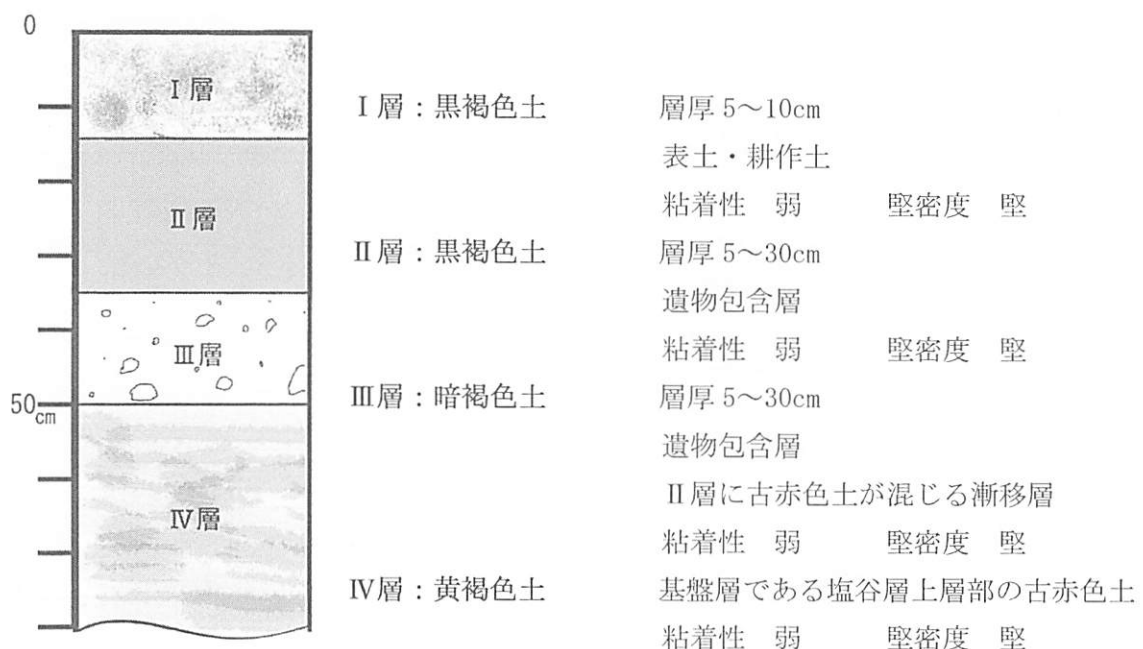 0
Ⅰ層
Ⅱ層
Ⅲ層
50cm
Ⅳ層
Ⅰ層：黒褐色土　層厚 5～10cm
表土・耕作土
粘着性　弱　堅密度　堅
Ⅱ層：黒褐色土　層厚 5～30cm
遺物包含層
粘着性　弱　堅密度　堅
Ⅲ層：暗褐色土　層厚 5～30cm
遺物包含層
Ⅱ層に古赤色土が混じる漸移層
粘着性　弱　堅密度　堅
Ⅳ層：黄褐色土　基盤層である塩谷層上層部の古赤色土
粘着性　弱　堅密度　堅